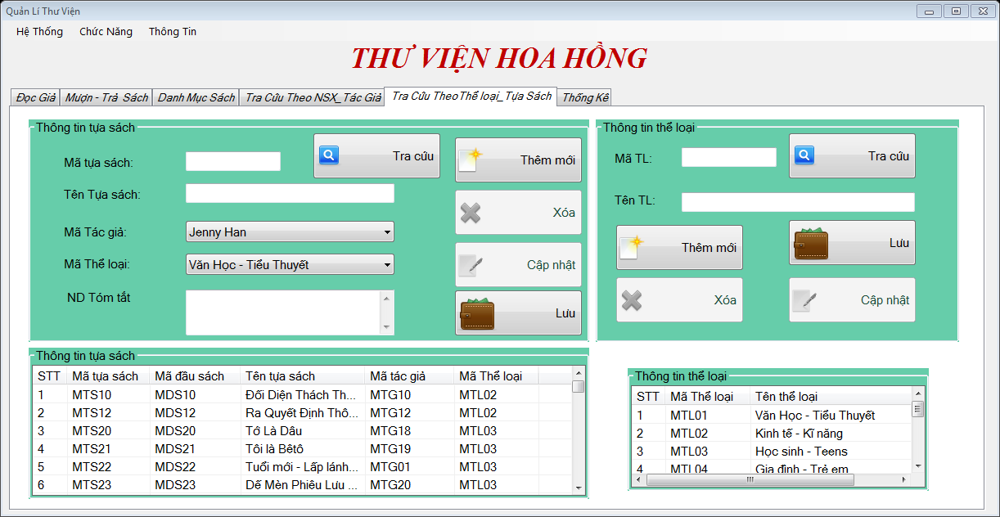 Quản Lí Thư Viện
Hệ Thống Chức Năng Thông Tin
THƯ VIỆN HOA HỒNG
Đọc Giả Mượn - Trả Sách Danh Mục Sách Tra Cứu Theo NSX_Tác Giả Tra Cứu TheoThể loại_Tựa Sách Thống Kê
Thông tin tựa sách
Mã tựa sách:
Tra cứu
Thêm mới
Tên Tựa sách:
Xóa
Mã Tác giả:
Jenny Han
Mã Thể loại:
Văn Học - Tiểu Thuyết
Cập nhật
ND Tóm tắt
Lưu
Thông tin thể loại
Mã TL:
Tra cứu
Tên TL:
Thêm mới
Lưu
Xóa
Cập nhật
Thông tin tựa sách
STT Mã tựa sách Mã đầu sách Tên tựa sách Mã tác giả Mã Thể loại
1 MTS10 MDS10 Đối Diện Thách Th... MTG10 MTL02
2 MTS12 MDS12 Ra Quyết Định Thô... MTG12 MTL02
3 MTS20 MDS20 Tớ Là Dâu MTG18 MTL03
4 MTS21 MDS21 Tôi là Bêtô MTG19 MTL03
5 MTS22 MDS22 Tuổi mới - Lấp lánh... MTG01 MTL03
6 MTS23 MDS23 Dế Mèn Phiêu Lưu ... MTG20 MTL03
Thông tin thể loại
STT Mã Thể loại Tên thể loại
1 MTL01 Văn Học - Tiểu Thuyết
2 MTL02 Kinh tế - Kĩ năng
3 MTL03 Học sinh - Teens
4 MTL04 Gia đình - Trẻ em